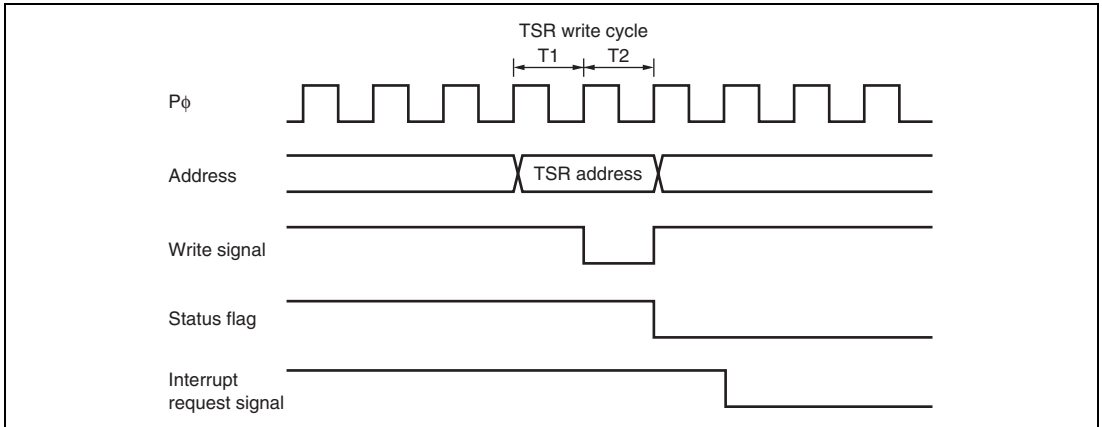 TSR write cycle
T1 T2
Pϕ
Address
TSR address
Write signal
Status flag
Interrupt
request signal